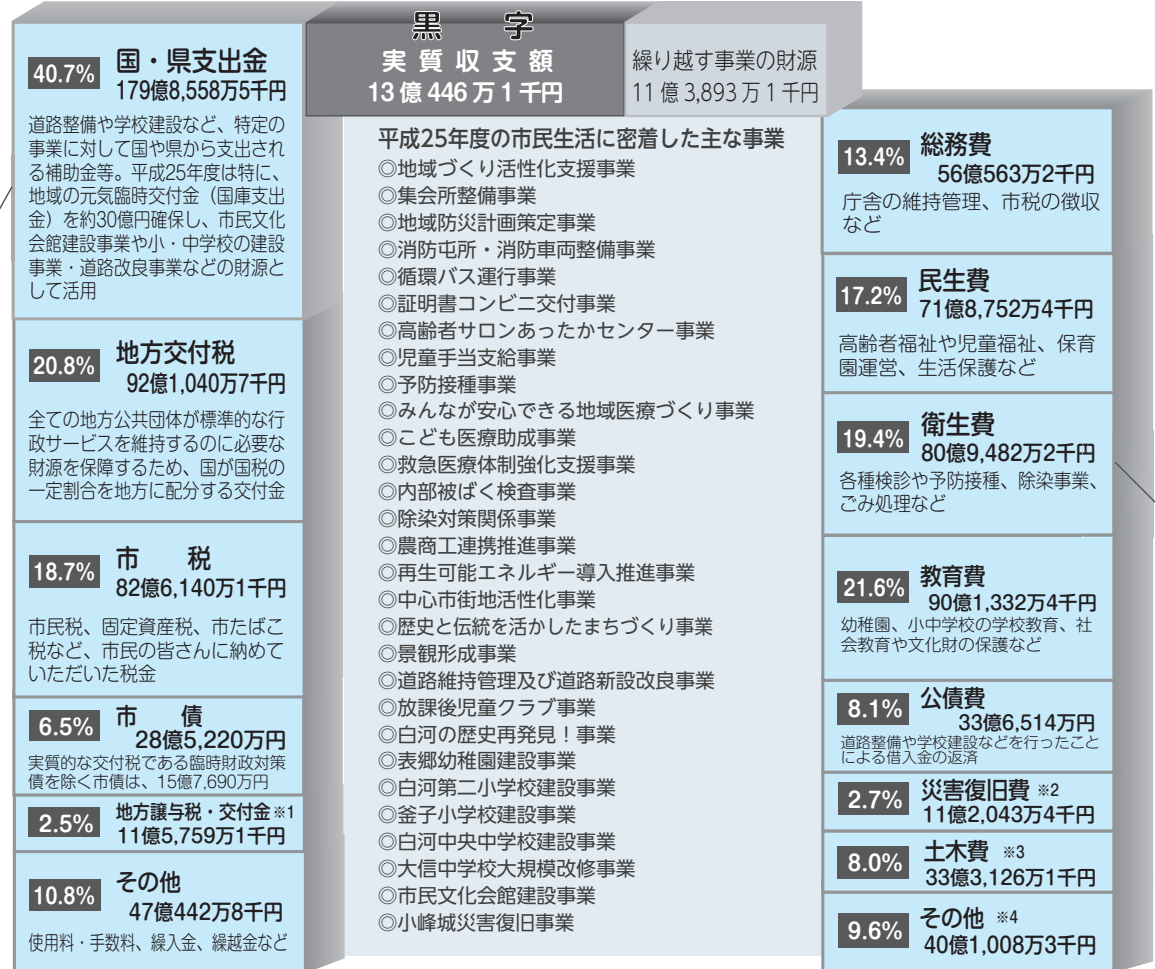 黒字
実質収支額
13億446万1千円
繰り越す事業の財源
11億3,893万1千円
40.7%
国・県支出金
179億8,558万5千円
道路整備や学校建設など、特定の
事業に対して国や県から支出され
る補助金等。平成25年度は特に、
地域の元気臨時交付金（国庫支出
金）を約30億円確保し、市民文化
会館建設事業や小・中学校の建設
事業・道路改良事業などの財源と
して活用
20.8%
地方交付税
92億1,040万7千円
全ての地方公共団体が標準的な行
政サービスを維持するのに必要な
財源を保障するため、国が国税の
一定割合を地方に配分する交付金
18.7%
市税
82億6,140万1千円
市民税、固定資産税、市たばこ
税など、市民の皆さんに納めて
いただいた税金
6.5%
市債
28億5,220万円
実質的な交付税である臨時財政対策
債を除く市債は、15億7,690万円
2.5%
地方譲与税・交付金※1
11億5,759万1千円
10.8%
その他
47億442万8千円
使用料・手数料、繰入金、繰越金など
平成25年度の市民生活に密着した主な事業
◎地域づくり活性化支援事業
◎集会所整備事業
◎地域防災計画策定事業
◎消防屯所・消防車両整備事業
◎循環バス運行事業
◎証明書コンビニ交付事業
◎高齢者サロンあったかセンター事業
◎児童手当支給事業
◎予防接種事業
◎みんなが安心できる地域医療づくり事業
◎こども医療助成事業
◎救急医療体制強化支援事業
◎内部被ばく検査事業
◎除染対策関係事業
◎農商工連携推進事業
◎再生可能エネルギー導入推進事業
◎中心市街地活性化事業
◎歴史と伝統を活かしたまちづくり事業
◎景観形成事業
◎道路維持管理及び道路新設改良事業
◎放課後児童クラブ事業
◎白河の歴史再発見！事業
◎表郷幼稚園建設事業
◎白河第二小学校建設事業
◎釜子小学校建設事業
◎白河中央中学校建設事業
◎大信中学校大規模改修事業
◎市民文化会館建設事業
◎小峰城災害復旧事業
13.4%
総務費
56億563万2千円
庁舎の維持管理、市税の徴収
など
17.2%
民生費
71億8,752万4千円
高齢者福祉や児童福祉、保育
園運営、生活保護など
19.4%
衛生費
80億9,482万2千円
各種検診や予防接種、除染事業、
ごみ処理など
21.6%
教育費
90億1,332万4千円
幼稚園、小中学校の学校教育、社
会教育や文化財の保護など
8.1%
公債費
33億6,514万円
道路整備や学校建設などを行ったこと
による借入金の返済
2.7%
災害復旧費 ※2
11億2,043万4千円
8.0%
土木費 ※3
33億3,126万1千円
9.6%
その他 ※4
40億1,008万3千円